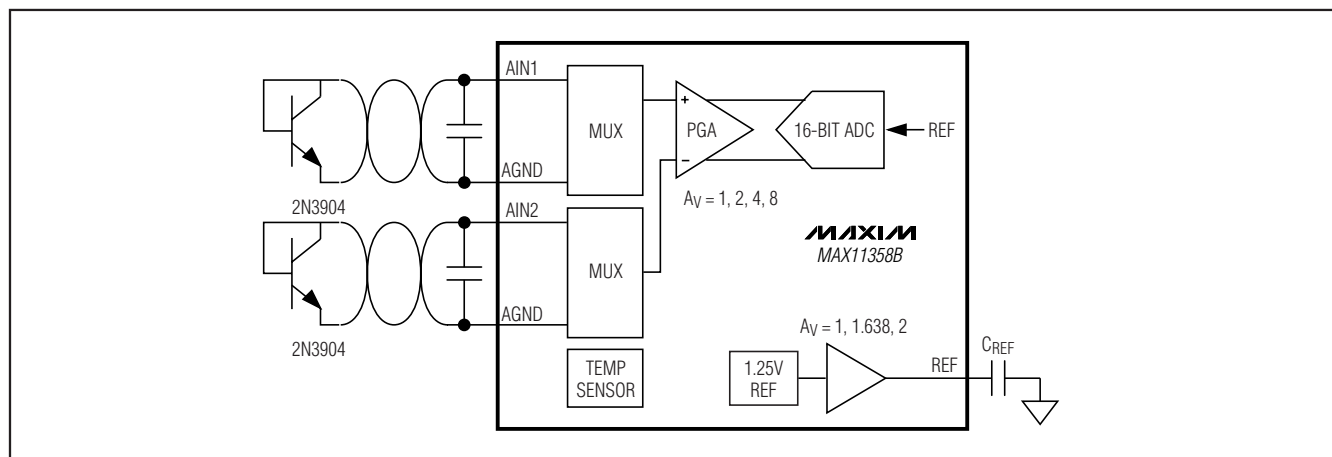 AIN1
MUX
+
PGA
−
16-BIT ADC
REF
AGND
2N3904
AV = 1, 2, 4, 8
AIN2
MUX
MAXIM
MAX11358B
AGND
2N3904
AV = 1, 1.638, 2
TEMP
SENSOR
1.25V
REF
REF
CREF